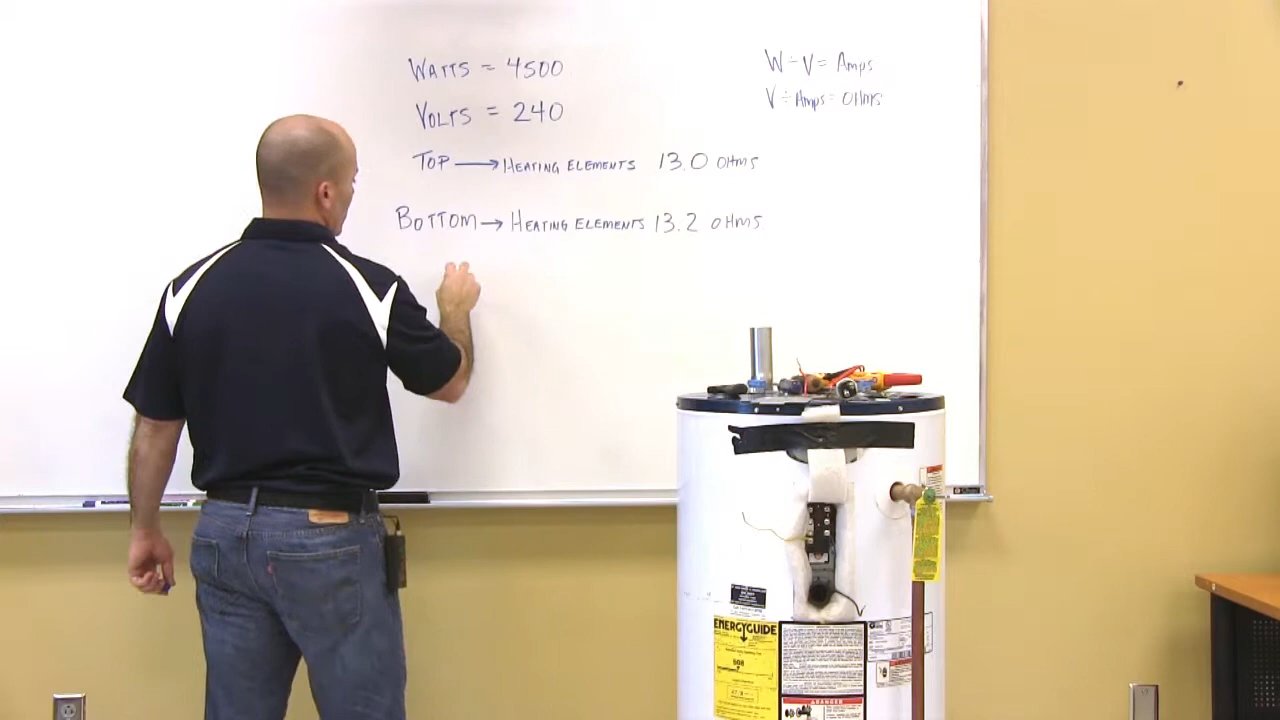 WATTS = 4500
VOLTS = 240
TOP → HEATING ELEMENTS 13.0 OHMS
BOTTOM → HEATING ELEMENTS 13.2 OHMS
W ÷ V = Amps
V ÷ Amps = OHMS
ENERGYGUIDE
DANGER